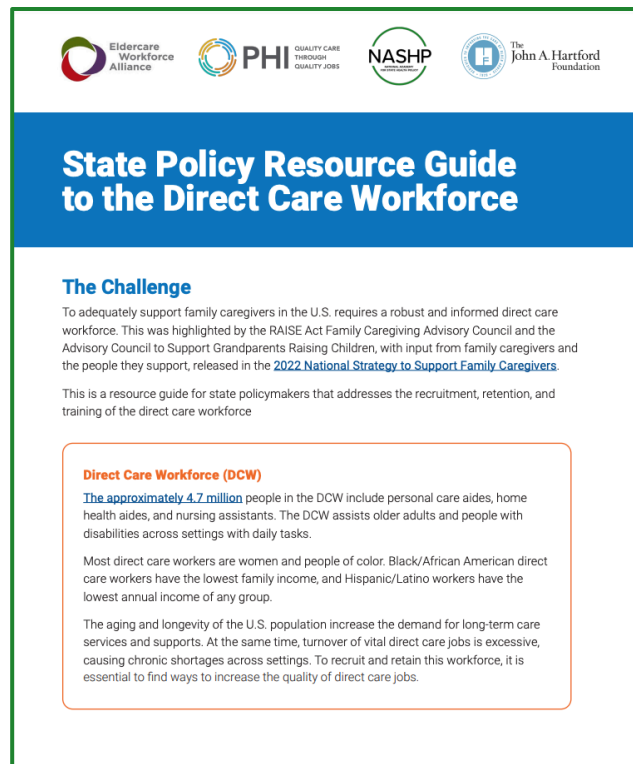 Eldercare
Workforce
Alliance
PHI
QUALITY CARE
THROUGH
QUALITY JOBS
NASHP
NATIONAL ACADEMY
FOR STATE HEALTH POLICY
The
John A. Hartford
Foundation
State Policy Resource Guide
to the Direct Care Workforce
The Challenge
To adequately support family caregivers in the U.S. requires a robust and informed direct care
workforce. This was highlighted by the RAISE Act Family Caregiving Advisory Council and the
Advisory Council to Support Grandparents Raising Children, with input from family caregivers and
the people they support, released in the 2022 National Strategy to Support Family Caregivers.
This is a resource guide for state policymakers that addresses the recruitment, retention, and
training of the direct care workforce
Direct Care Workforce (DCW)
The approximately 4.7 million people in the DCW include personal care aides, home
health aides, and nursing assistants. The DCW assists older adults and people with
disabilities across settings with daily tasks.
Most direct care workers are women and people of color. Black/African American direct
care workers have the lowest family income, and Hispanic/Latino workers have the
lowest annual income of any group.
The aging and longevity of the U.S. population increase the demand for long-term care
services and supports. At the same time, turnover of vital direct care jobs is excessive,
causing chronic shortages across settings. To recruit and retain this workforce, it is
essential to find ways to increase the quality of direct care jobs.